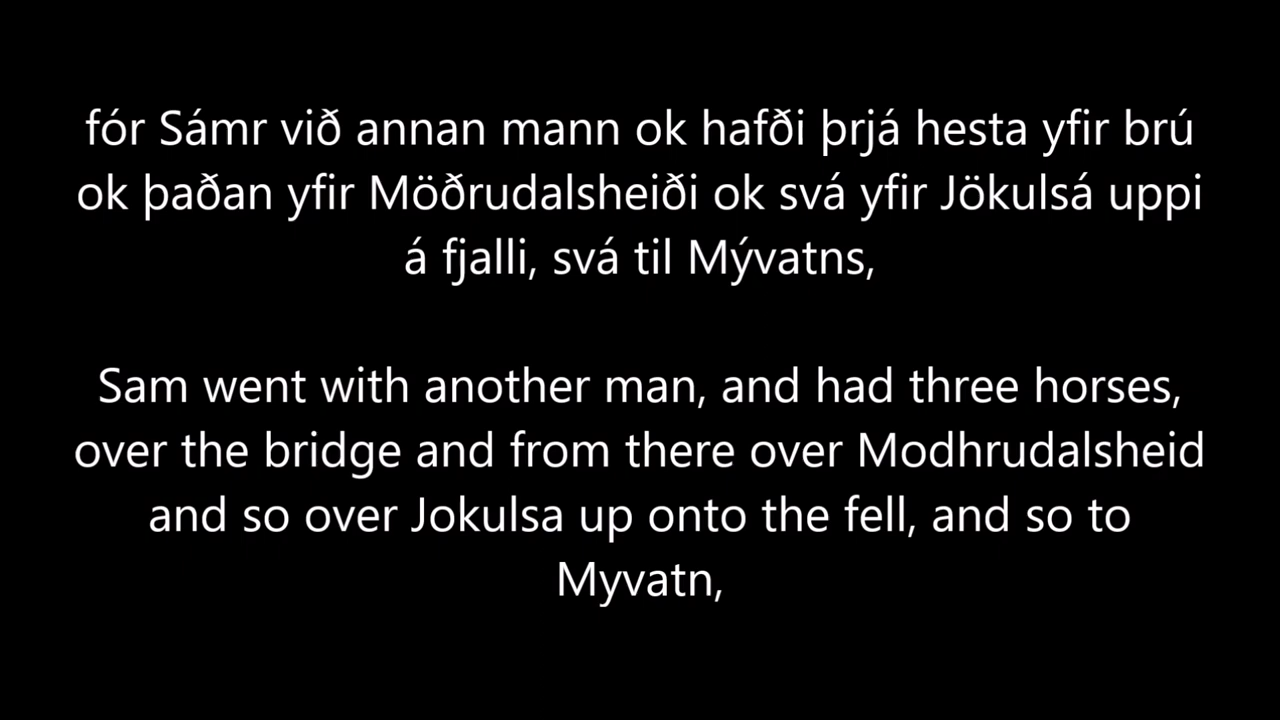 fór Sámr við annan mann ok hafði þrjá hesta yfir brú
ok þaðan yfir Möðrudalsheiði ok svá yfir Jökulsá uppi
á fjalli, svá til Mývatns,
Sam went with another man, and had three horses,
over the bridge and from there over Modhrudalsheid
and so over Jokulsa up onto the fell, and so to
Myvatn,